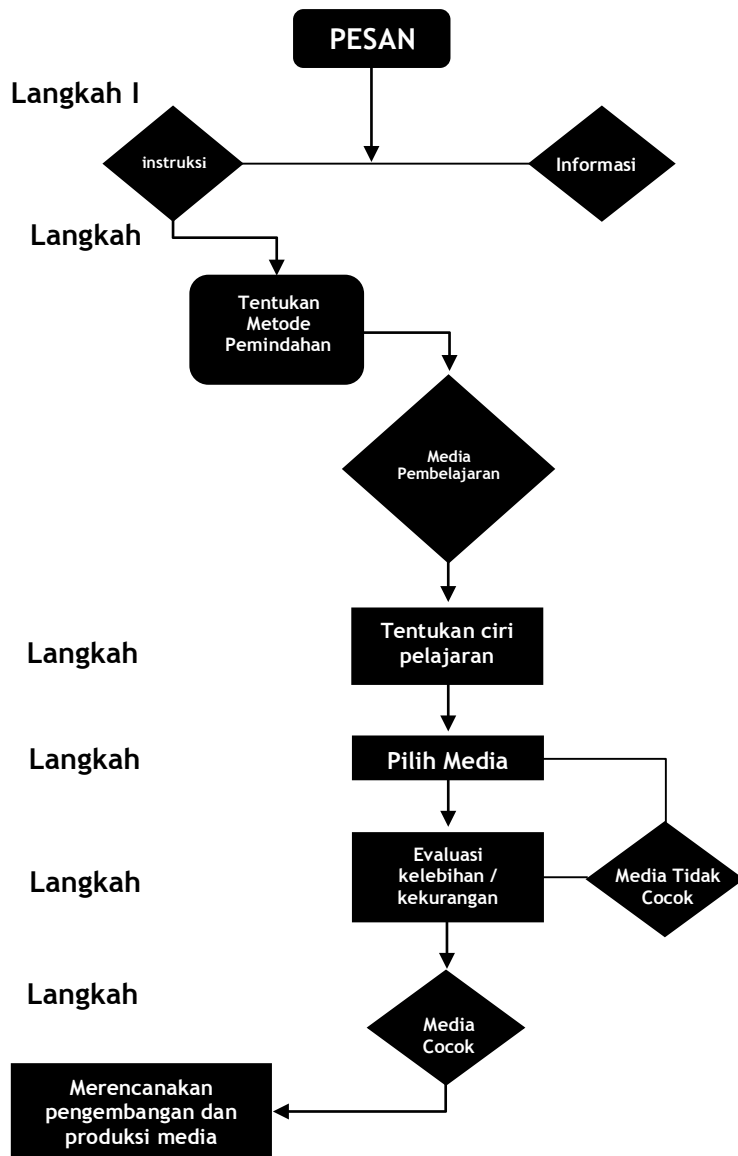 PESAN
Langkah I
instruksi
Informasi
Langkah
Tentukan
Metode
Pemindahan
Media
Pembelajaran
Langkah
Tentukan ciri
pelajaran
Langkah
Pilih Media
Langkah
Evaluasi
kelebihan /
kekurangan
Media Tidak
Cocok
Langkah
Media
Cocok
Merencanakan
pengembangan dan
produksi media